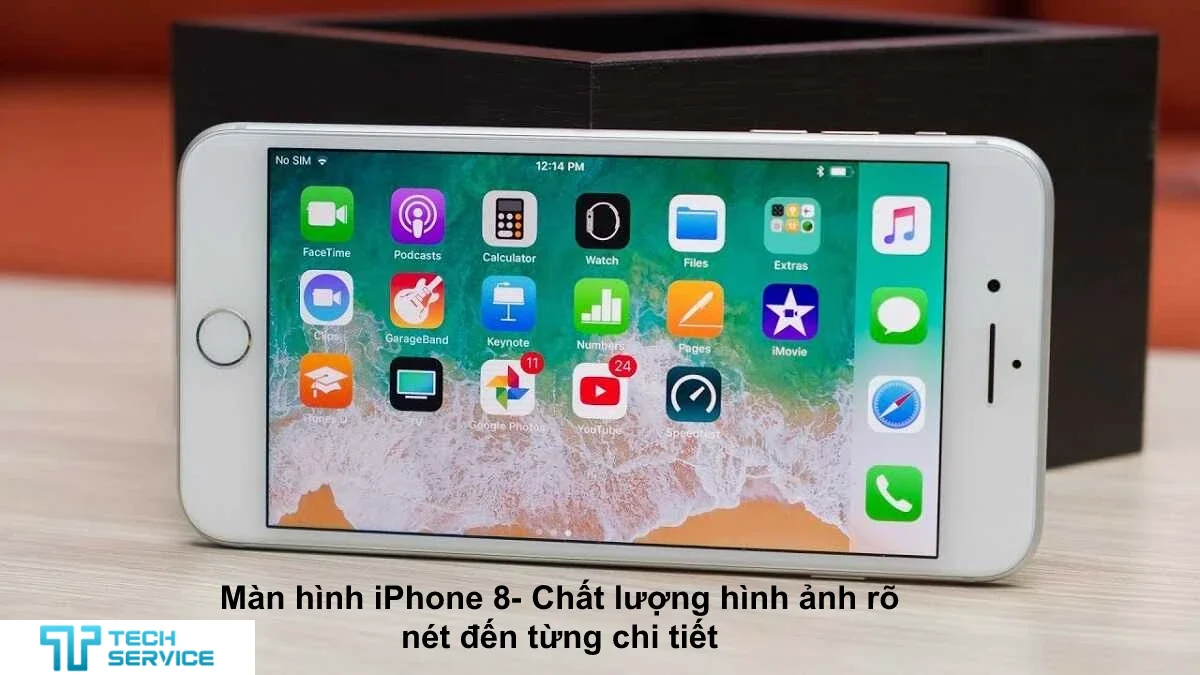 No SIM
12:14 PM
FaceTime
Podcasts
Calculator
Watch
Files
Extras
Clips
GarageBand
Keynote
Numbers
Pages
iMovie
iTunes U
TV
11
Google Photos
24
YouTube
Speedtest
Màn hình iPhone 8- Chất lượng hình ảnh rõ
nét đến từng chi tiết
TECH
SERVICE